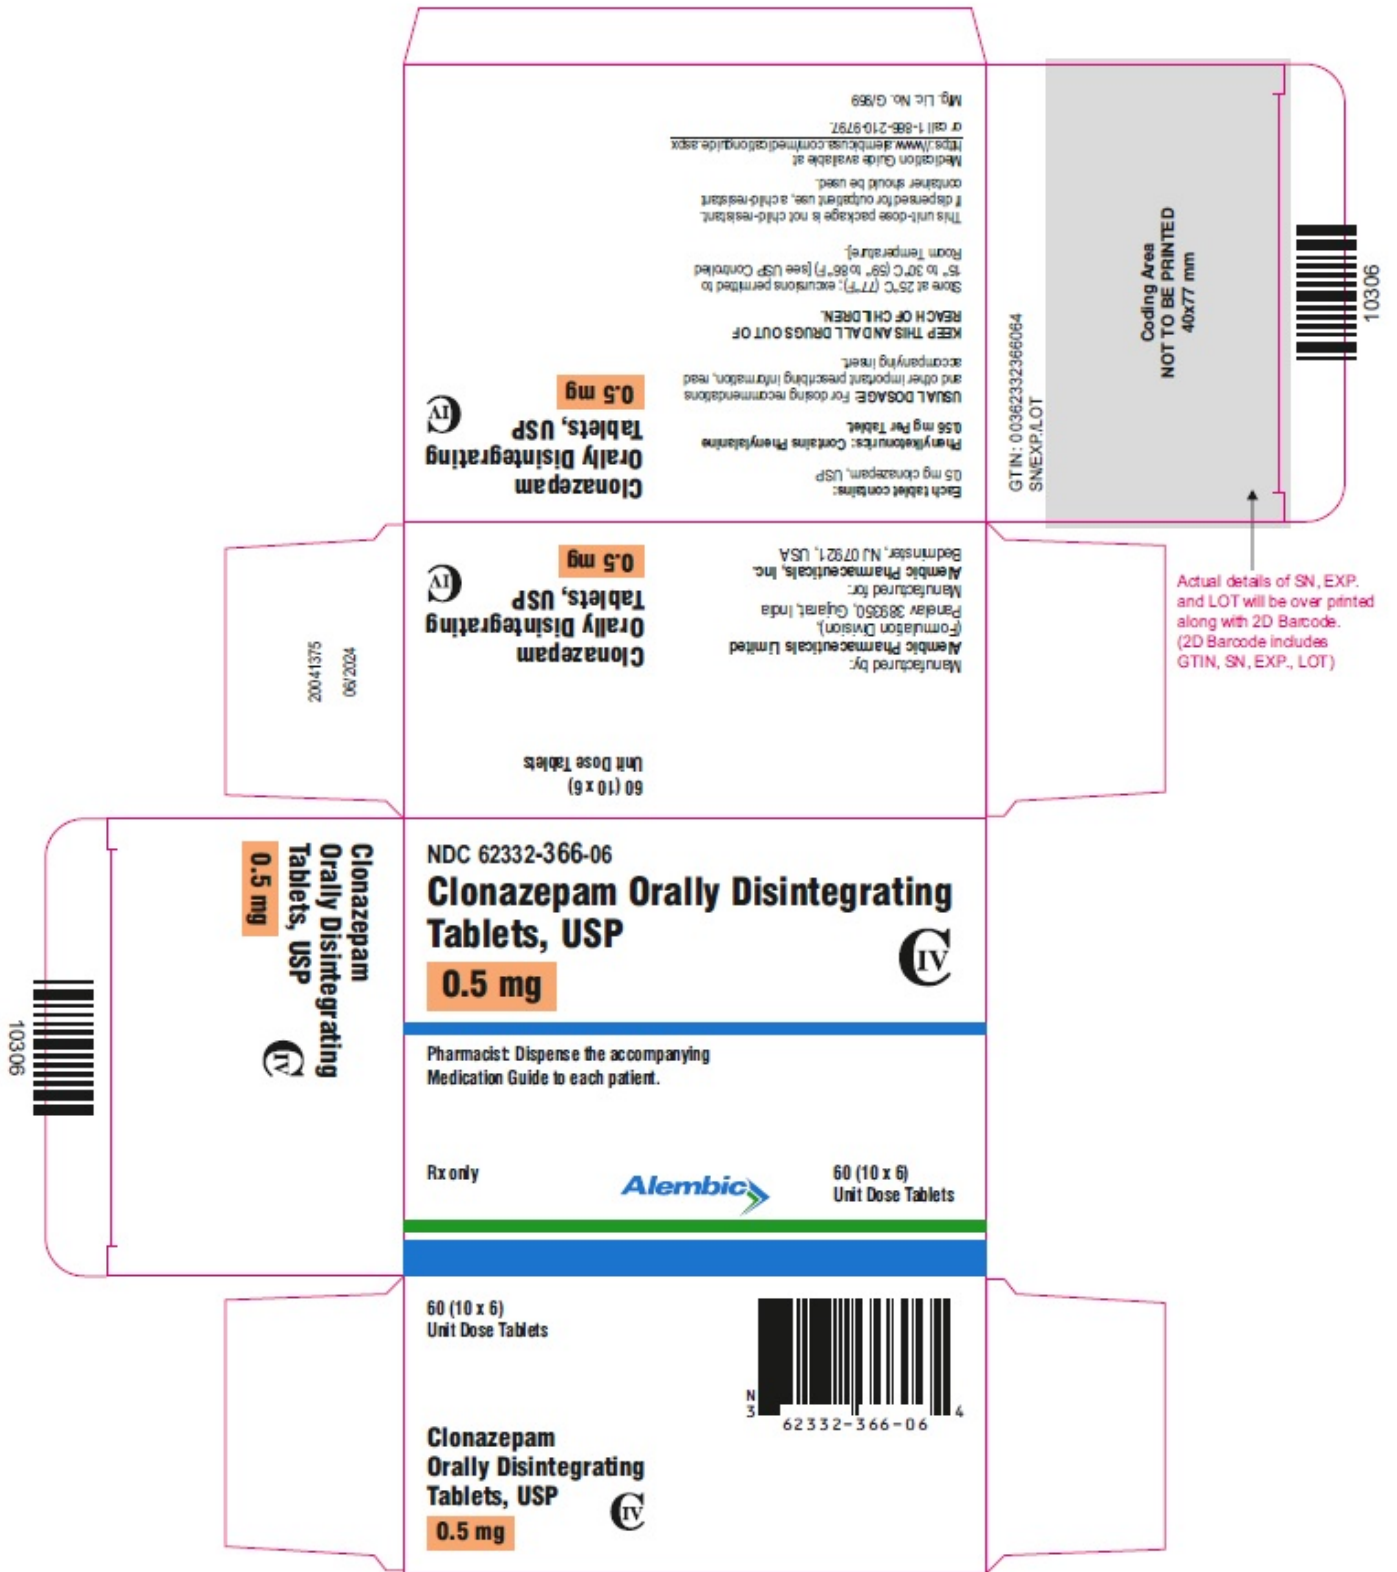 Each tablet contains:
0.5 mg clonazepam, USP
Phenylketonurics: Contains Phenylalanine
0.56 mg Per Tablet.
USUAL DOSAGE: For dosing recommendations
and other important prescribing information, read
accompanying insert.
KEEP THIS AND ALL DRUGS OUT OF
REACH OF CHILDREN.
Store at 25°C (77°F); excursions permitted to
15° to 30°C (59° to 86°F) [see USP Controlled
Room Temperature].
This unit-dose package is not child-resistant.
If dispensed for outpatient use, a child-resistant
container should be used.
Medication Guide available at
https://www.alembicusa.com/medicationguide.aspx
or call 1-866-210-9797.
Mfg. Lic. No. G/959
Clonazepam
Orally Disintegrating
Tablets, USP
0.5 mg
CIV
GTIN: 00362332366064
SN/EXP./LOT
Coding Area
NOT TO BE PRINTED
40x77 mm
10306
Actual details of SN, EXP.
and LOT will be over printed
along with 2D Barcode.
(2D Barcode includes
GTIN, SN, EXP., LOT)
Manufactured by:
Alembic Pharmaceuticals Limited
(Formulation Division),
Panelav 389350, Gujarat, India
Manufactured for:
Alembic Pharmaceuticals, Inc.
Bedminster, NJ 07921, USA
Clonazepam
Orally Disintegrating
Tablets, USP
0.5 mg
CIV
60 (10 x 6)
Unit Dose Tablets
20041375
06/2024
Clonazepam
Orally Disintegrating
Tablets, USP
0.5 mg
CIV
10306
NDC 62332-366-06
Clonazepam Orally Disintegrating
Tablets, USP
CIV
0.5 mg
Pharmacist: Dispense the accompanying
Medication Guide to each patient.
Rx only
Alembic
60 (10 x 6)
Unit Dose Tablets
60 (10 x 6)
Unit Dose Tablets
N
3
62332-366-06
4
Clonazepam
Orally Disintegrating
Tablets, USP
CIV
0.5 mg